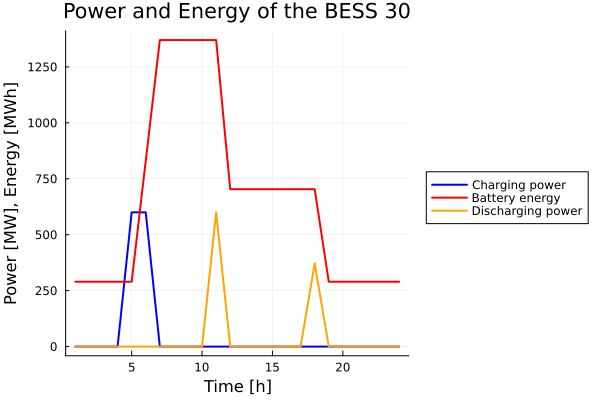 Power and Energy of the BESS 30
Power [MW], Energy [MWh]
1250
1000
750
500
250
0
5
10
15
20
Time [h]
Charging power
Battery energy
Discharging power